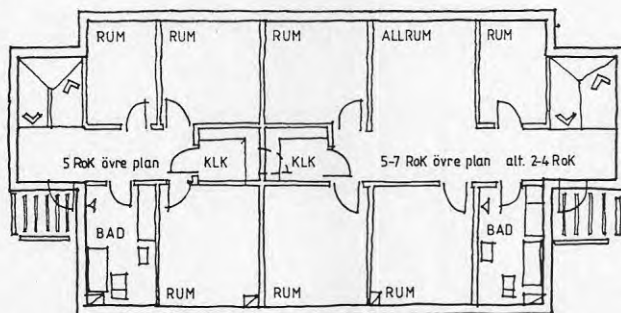 RUM RUM RUM ALLRUM RUM
5 RoK övre plan KLK KLK 5-7 RoK övre plan alt. 2-4 RoK
BAD BAD
RUM RUM RUM